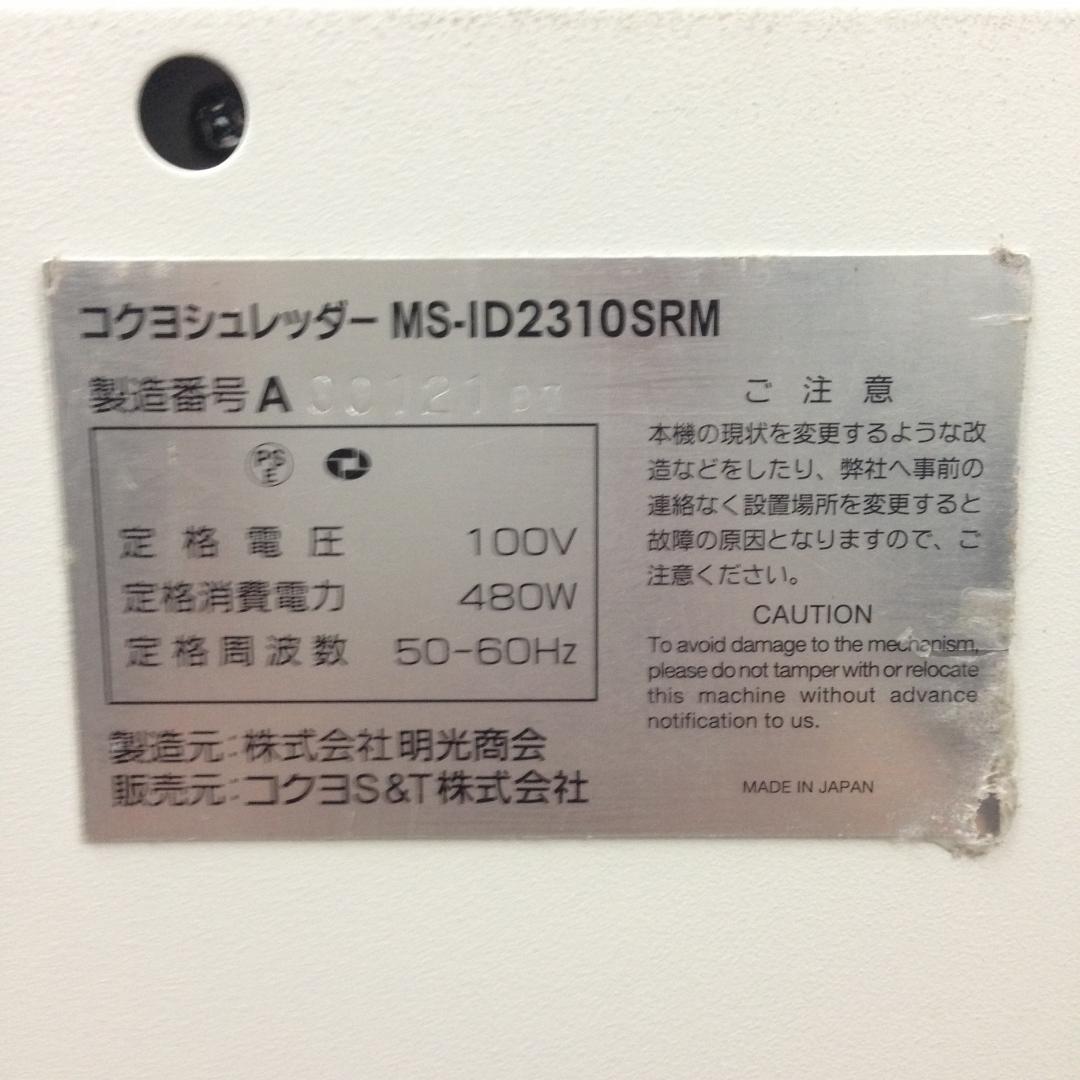 コクヨシュレッダー MS-ID2310SRM
製造番号 A
PS
E
定格電圧 100V
定格消費電力 480W
定格周波数 50-60Hz
製造元:株式会社明光商会
販売元:コクヨS&T株式会社
ご注意
本機の現状を変更するような改
造などをしたり、弊社へ事前の
連絡なく設置場所を変更すると
故障の原因となりますので、ご
注意ください。
CAUTION
To avoid damage to the mechanism,
please do not tamper with or relocate
this machine without advance
notification to us.
MADE IN JAPAN